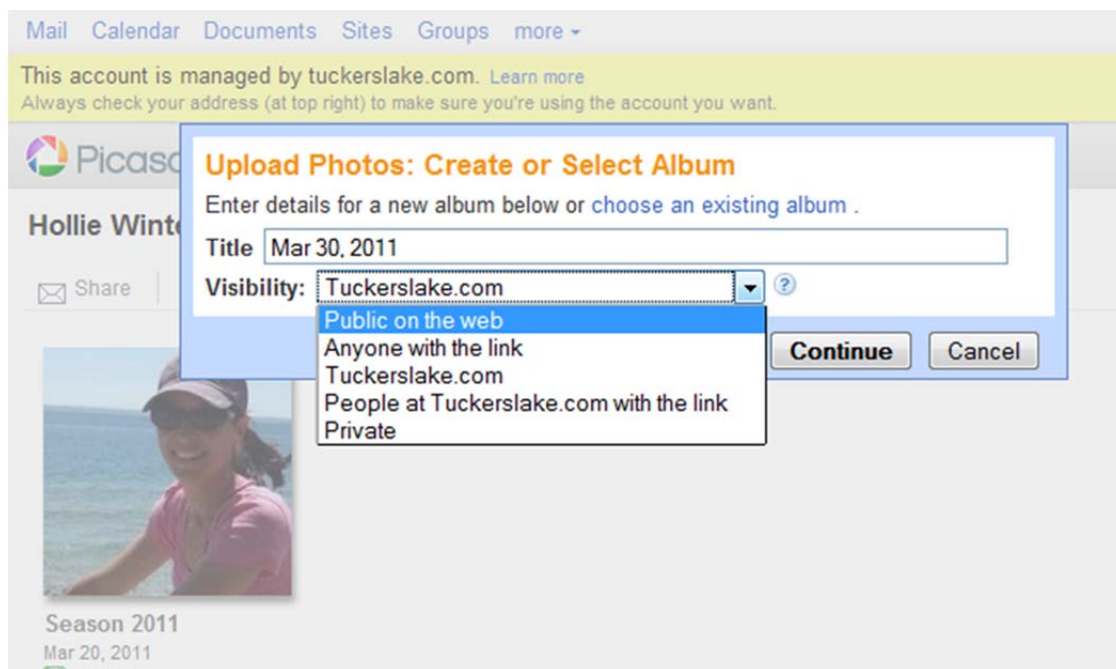 Mail Calendar Documents Sites Groups more
This account is managed by tuckerslake.com. Learn more
Always check your address (at top right) to make sure you're using the account you want.
Upload Photos: Create or Select Album
Enter details for a new album below or choose an existing album .
Hollie
Title Mar 30, 2011
Share
Visibility: Tuckerslake.com ?
Public on the web
Anyone with the link
Tuckerslake.com
People at Tuckerslake.com with the link
Private
Continue Cancel
Season 2011
Mar 20, 2011